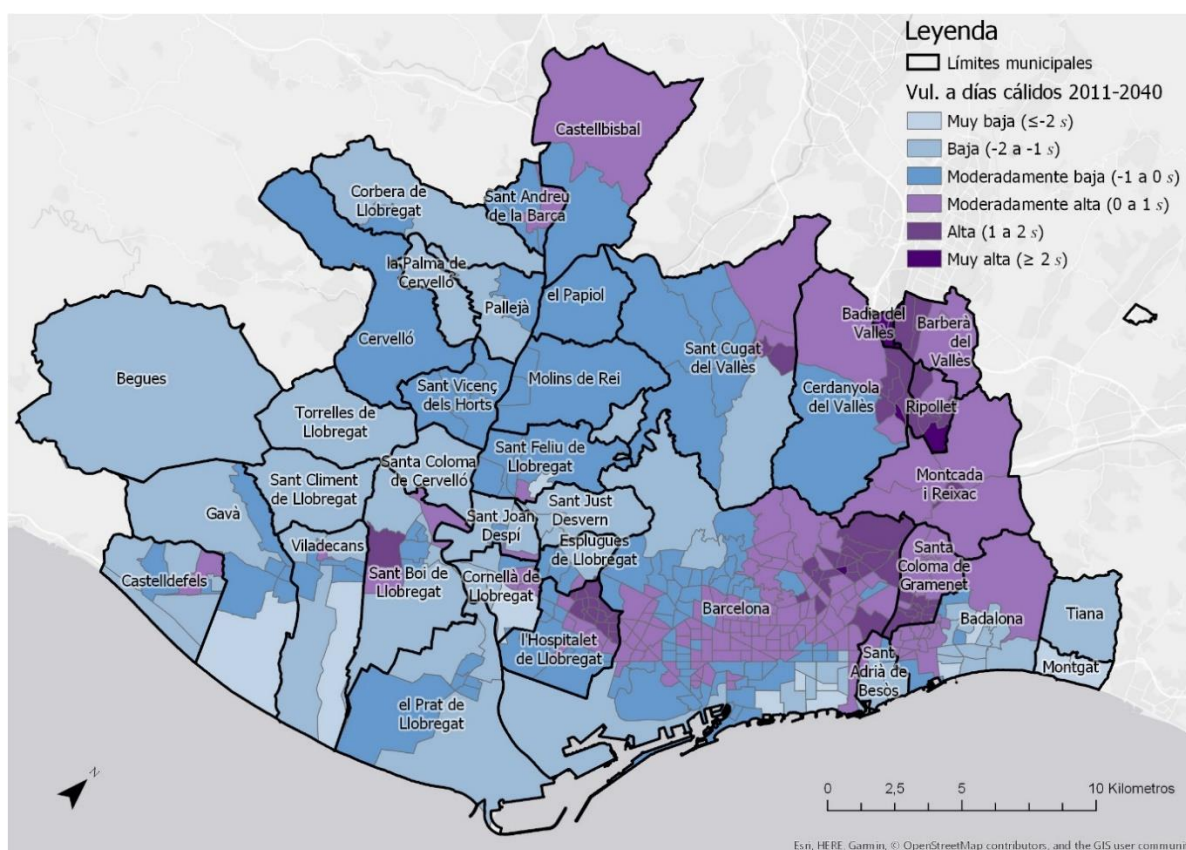 Leyenda
Límites municipales
Vul. a días cálidos 2011-2040
Muy baja (≤-2 s)
Baja (-2 a -1 s)
Moderadamente baja (-1 a 0 s)
Moderadamente alta (0 a 1 s)
Alta (1 a 2 s)
Muy alta (≥ 2 s)
Castellbisbal
Corbera de
Llobregat
Sant Andreu
de la Barca
la Palma de
Cervelló
Pallejà
el Papiol
Cervelló
Begues
Sant Vicenç
dels Horts
Molins de Rei
Sant Cugat
del Vallès
Badia del
Vallès
Barberà
del
Vallès
Cerdanyola
del Vallès
Ripollet
Torrelles de
Llobregat
Sant Feliu de
Llobregat
Santa Coloma
de Cervelló
Sant Climent
de Llobregat
Montcada
i Reixac
Gavà
Sant Joan
Despí
Sant Just
Desvern
Esplugues
de Llobregat
Viladecans
Castelldefels
Sant Boi de
Llobregat
Cornellà de
Llobregat
Santa
Coloma de
Gramenet
Barcelona
Badalona
Tiana
l'Hospitalet
de Llobregat
Sant
Adrià de
Besòs
Montgat
el Prat de
Llobregat
N
0 2,5 5 10 Kilometros
Esri, HERE, Garmin, © OpenStreetMap contributors, and the GIS user communi